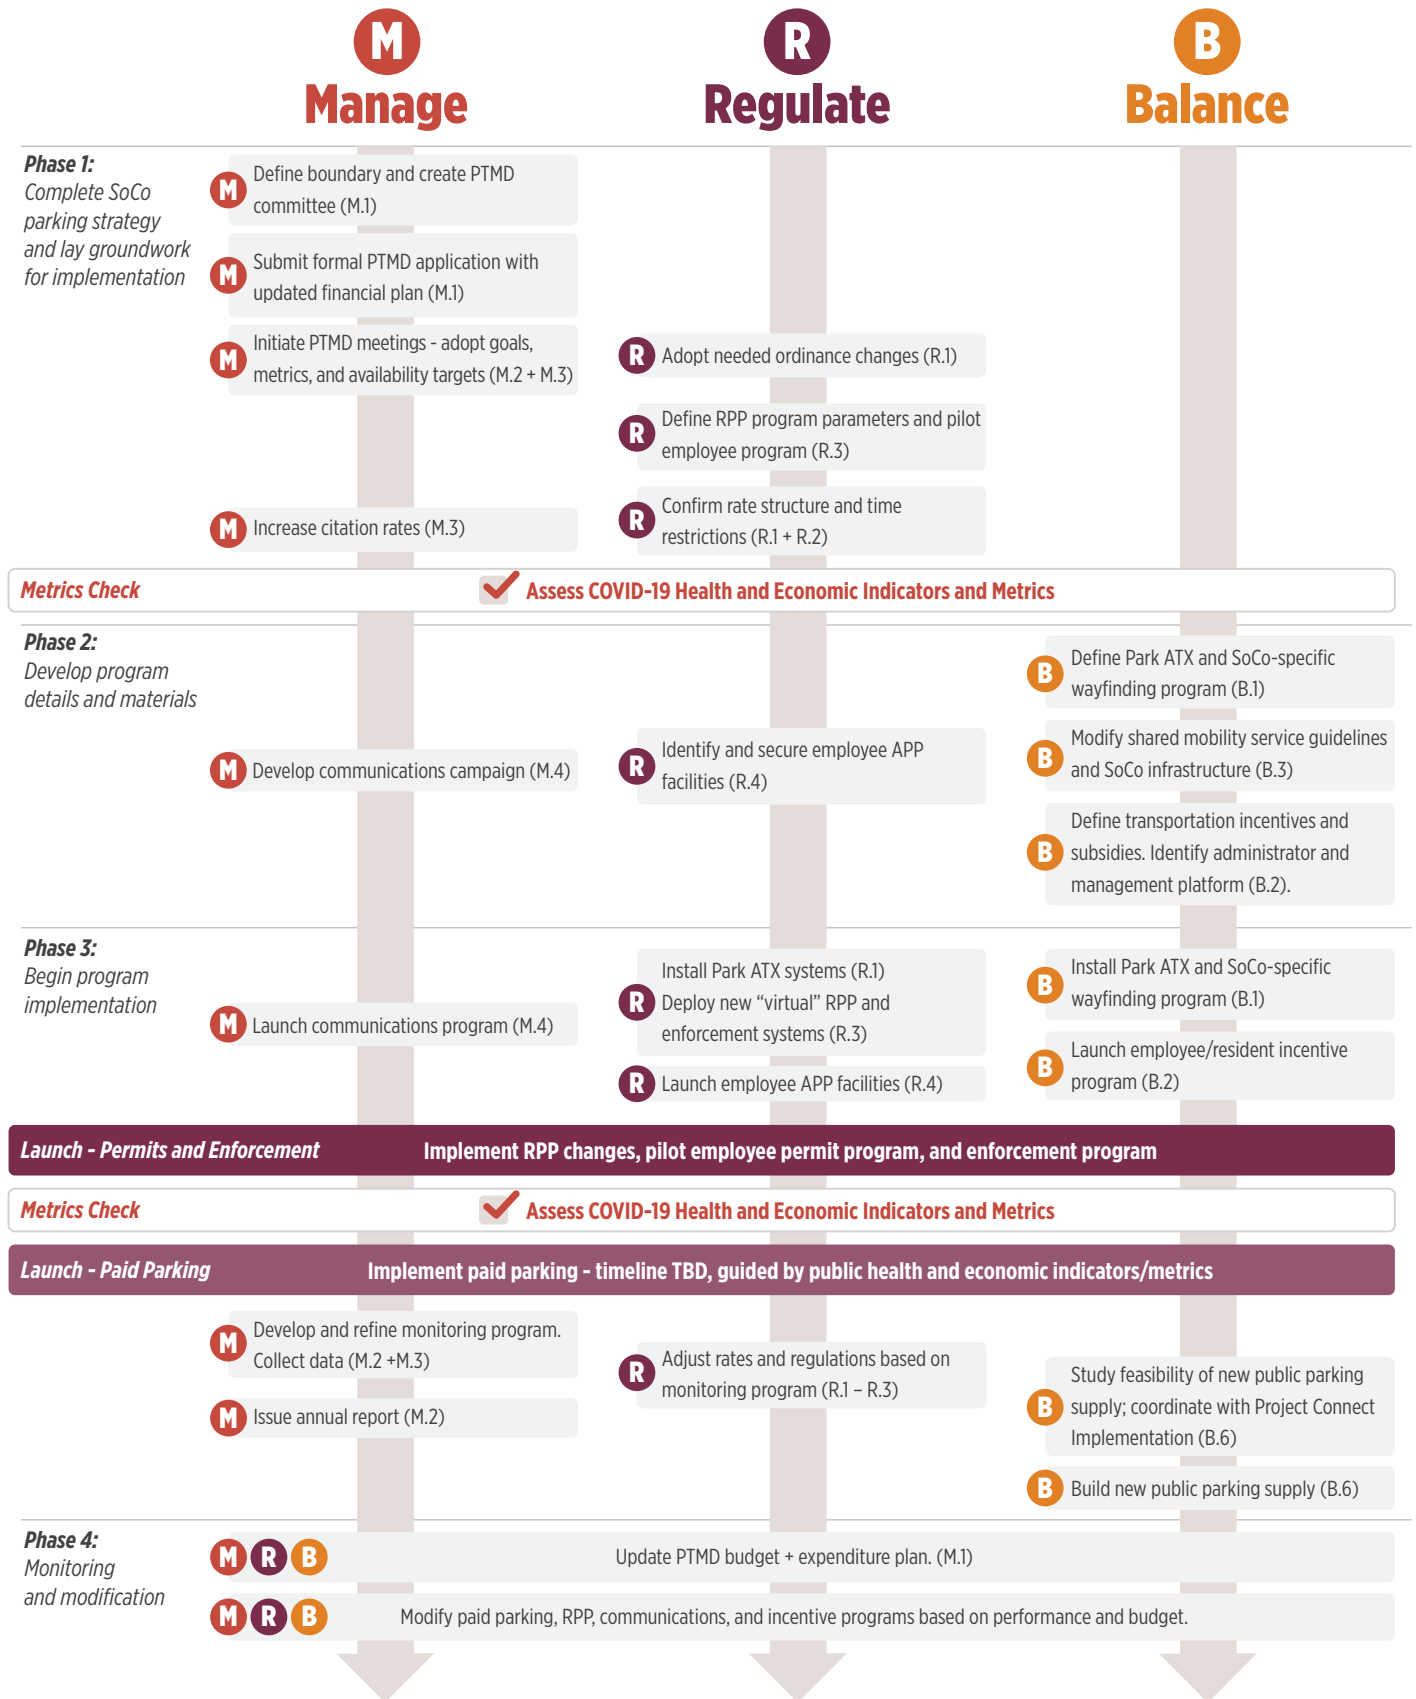 M
R
B
Manage
Regulate
Balance
Phase 1:
Complete SoCo
parking strategy
and lay groundwork
for implementation
M
Define boundary and create PTMD
committee (M.1)
M
Submit formal PTMD application with
updated financial plan (M.1)
M
Initiate PTMD meetings - adopt goals,
metrics, and availability targets (M.2 + M.3)
R
Adopt needed ordinance changes (R.1)
R
Define RPP program parameters and pilot
employee program (R.3)
M
Increase citation rates (M.3)
R
Confirm rate structure and time
restrictions (R.1 + R.2)
Metrics Check
Assess COVID-19 Health and Economic Indicators and Metrics
Phase 2:
Develop program
details and materials
B
Define Park ATX and SoCo-specific
wayfinding program (B.1)
M
Develop communications campaign (M.4)
R
Identify and secure employee APP
facilities (R.4)
B
Modify shared mobility service guidelines
and SoCo infrastructure (B.3)
B
Define transportation incentives and
subsidies. Identify administrator and
management platform (B.2).
Phase 3:
Begin program
implementation
M
Launch communications program (M.4)
R
Install Park ATX systems (R.1)
Deploy new “virtual” RPP and
enforcement systems (R.3)
R
Launch employee APP facilities (R.4)
B
Install Park ATX and SoCo-specific
wayfinding program (B.1)
B
Launch employee/resident incentive
program (B.2)
Launch - Permits and Enforcement
Implement RPP changes, pilot employee permit program, and enforcement program
Metrics Check
Assess COVID-19 Health and Economic Indicators and Metrics
Launch - Paid Parking
Implement paid parking - timeline TBD, guided by public health and economic indicators/metrics
M
Develop and refine monitoring program.
Collect data (M.2 +M.3)
M
Issue annual report (M.2)
R
Adjust rates and regulations based on
monitoring program (R.1 – R.3)
B
Study feasibility of new public parking
supply; coordinate with Project Connect
Implementation (B.6)
B
Build new public parking supply (B.6)
Phase 4:
Monitoring
and modification
M R B
Update PTMD budget + expenditure plan. (M.1)
M R B
Modify paid parking, RPP, communications, and incentive programs based on performance and budget.